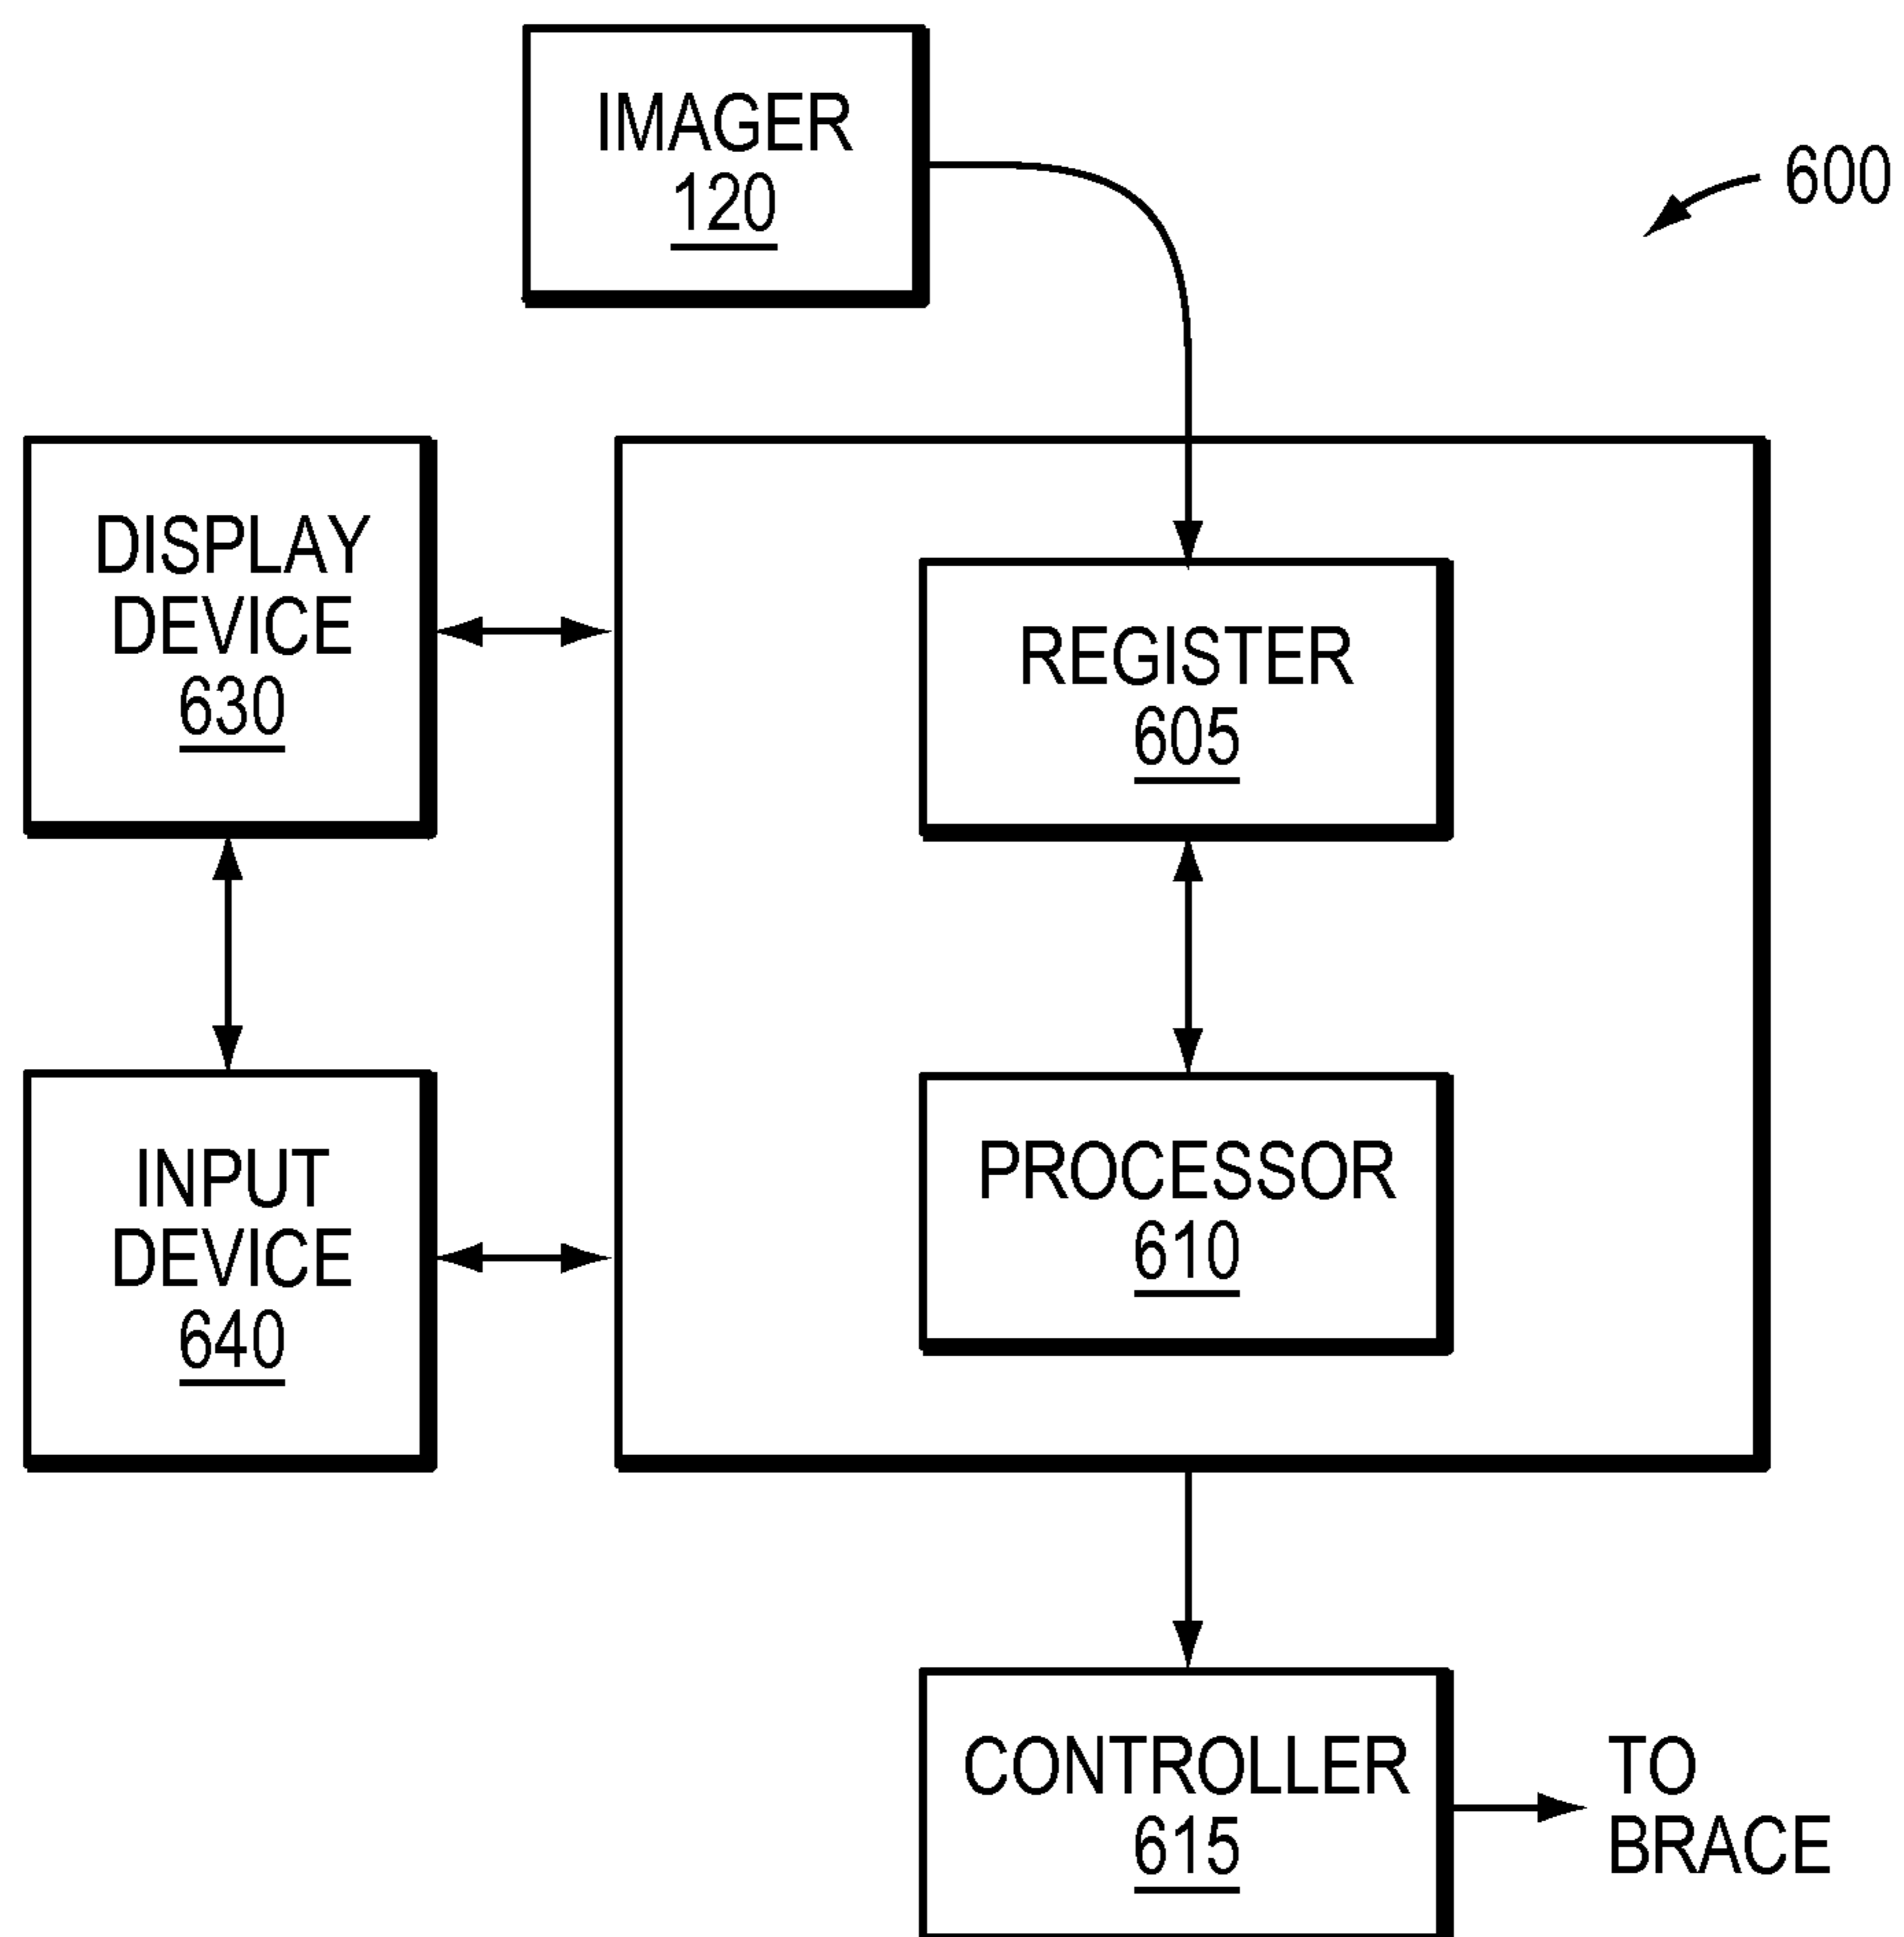 IMAGER
120
600
DISPLAY
DEVICE
630
REGISTER
605
INPUT
DEVICE
640
PROCESSOR
610
CONTROLLER
615
TO
BRACE